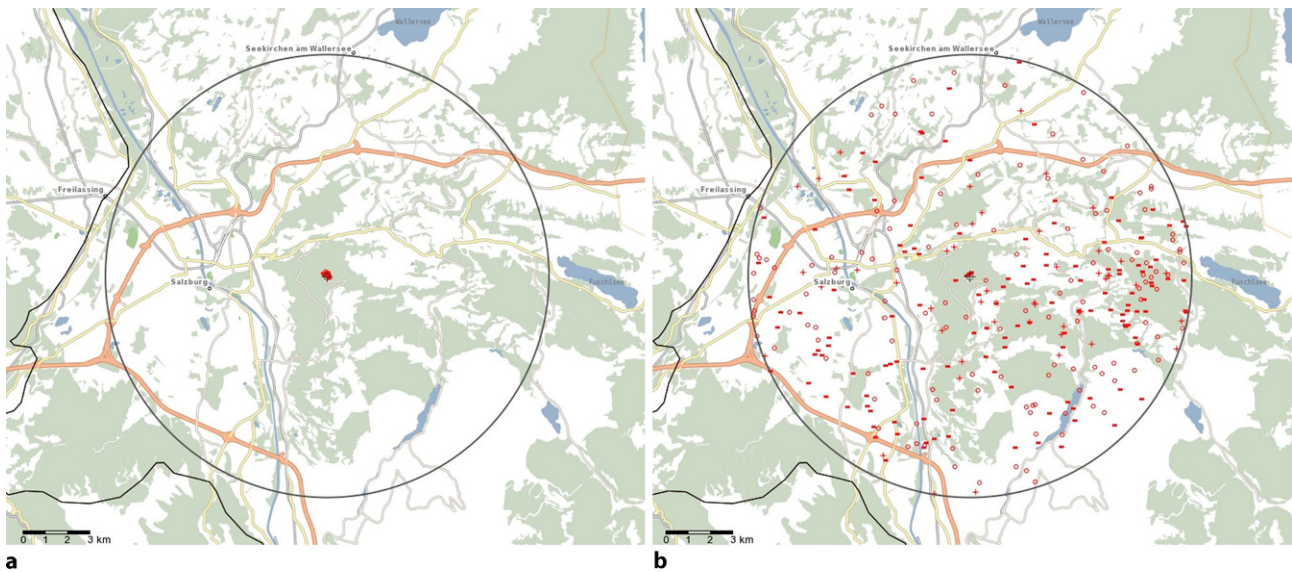 Wallersee
Seekirchen am Wallersee
Freilassing
Salzburg
Fuschlsee
0 1 2 3 km
a
Wallersee
Seekirchen am Wallersee
Freilassing
Salzburg
Fuschlsee
0 1 2 3 km
b